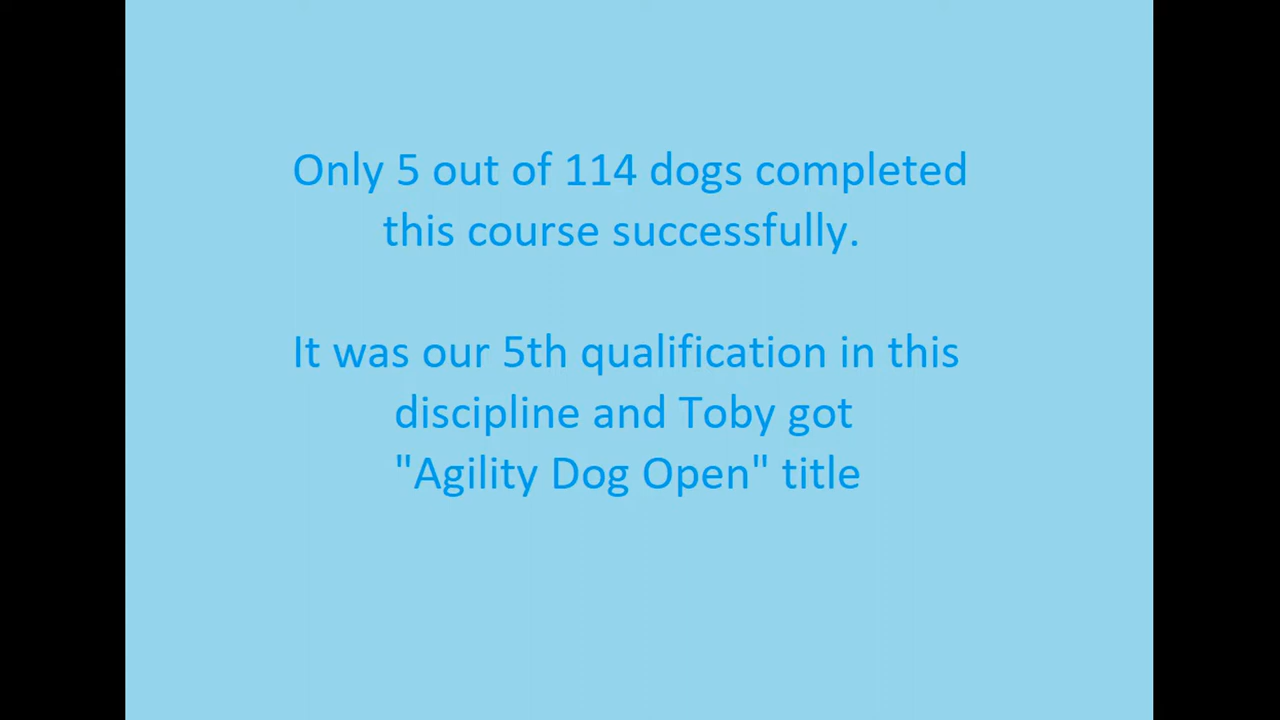 Only 5 out of 114 dogs completed
this course successfully.
It was our 5th qualification in this
discipline and Toby got
"Agility Dog Open" title